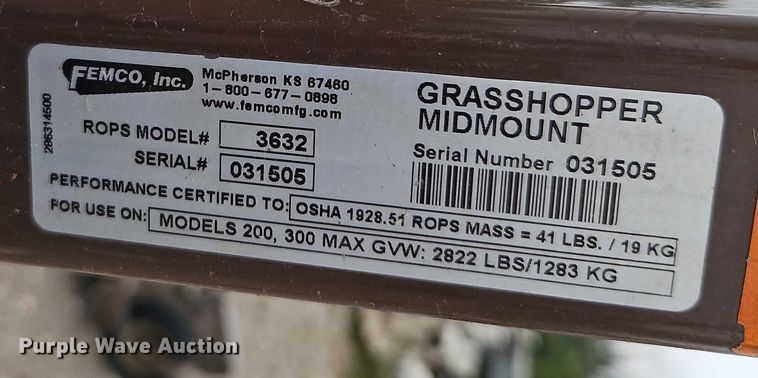 FEMCO, Inc.
McPherson KS 67460
1-800-677-0898
www.femcomfg.com
286314500
ROPS MODEL# 3632
SERIAL# 031505
GRASSHOPPER
MIDMOUNT
Serial Number 031505
PERFORMANCE CERTIFIED TO: OSHA 1928.51 ROPS MASS = 41 LBS. / 19 KG
FOR USE ON: MODELS 200, 300 MAX GVW: 2822 LBS/1283 KG
Purple Wave Auction